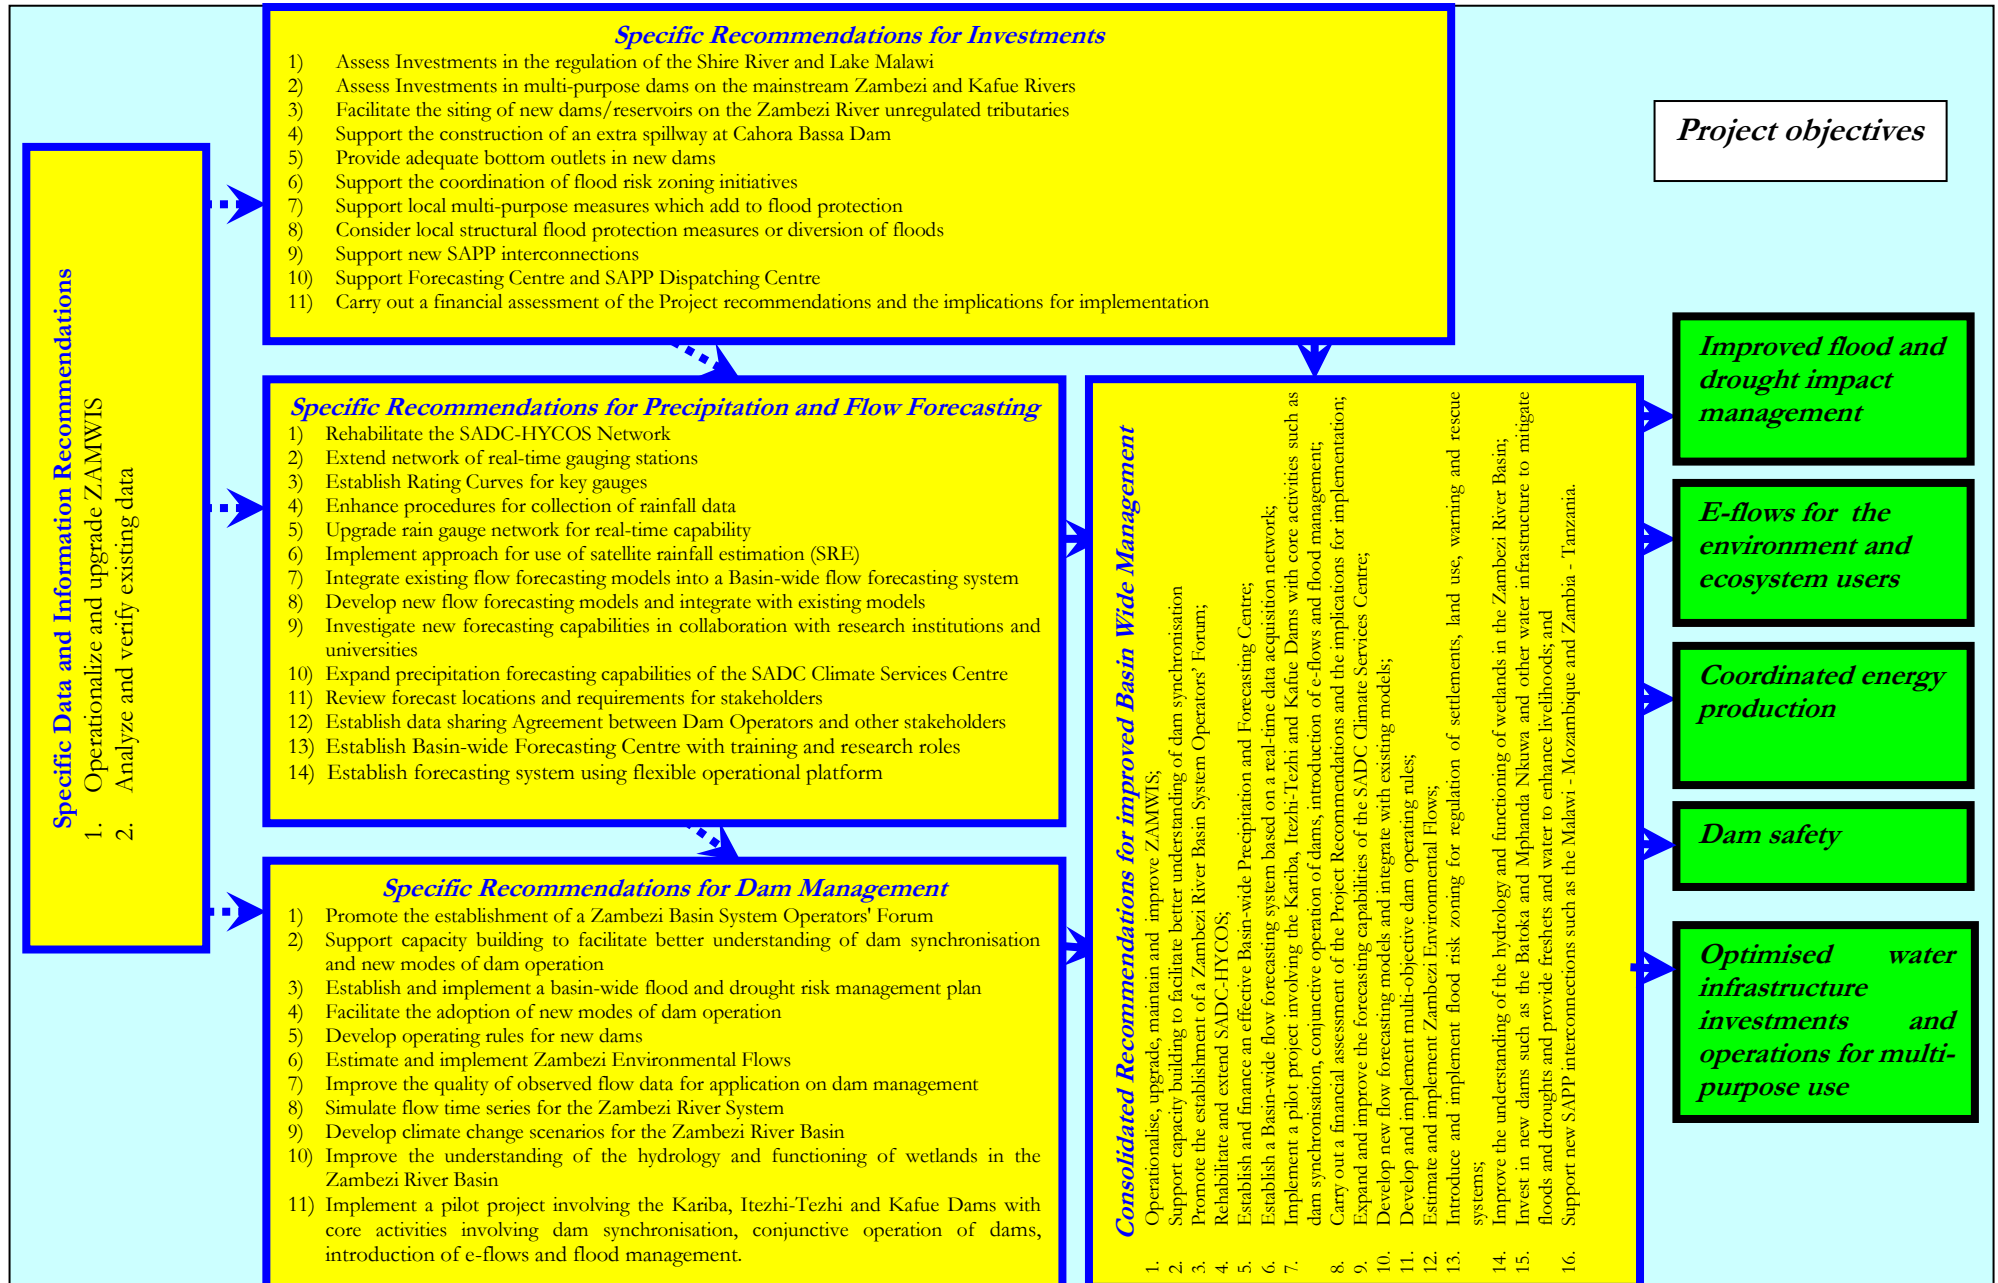 Specific Recommendations for Investments
1) Assess Investments in the regulation of the Shire River and Lake Malawi
2) Assess Investments in multi-purpose dams on the mainstream Zambezi and Kafue Rivers
3) Facilitate the siting of new dams/reservoirs on the Zambezi River unregulated tributaries
4) Support the construction of an extra spillway at Cahora Bassa Dam
5) Provide adequate bottom outlets in new dams
6) Support the coordination of flood risk zoning initiatives
7) Support local multi-purpose measures which add to flood protection
8) Consider local structural flood protection measures or diversion of floods
9) Support new SAPP interconnections
10) Support Forecasting Centre and SAPP Dispatching Centre
11) Carry out a financial assessment of the Project recommendations and the implications for implementation
Project objectives
Specific Data and Information Recommendations
1. Operationalize and upgrade ZAMWIS
2. Analyze and verify existing data
Specific Recommendations for Precipitation and Flow Forecasting
1) Rehabilitate the SADC-HYCOS Network
2) Extend network of real-time gauging stations
3) Establish Rating Curves for key gauges
4) Enhance procedures for collection of rainfall data
5) Upgrade rain gauge network for real-time capability
6) Implement approach for use of satellite rainfall estimation (SRE)
7) Integrate existing flow forecasting models into a Basin-wide flow forecasting system
8) Develop new flow forecasting models and integrate with existing models
9) Investigate new forecasting capabilities in collaboration with research institutions and
universities
10) Expand precipitation forecasting capabilities of the SADC Climate Services Centre
11) Review forecast locations and requirements for stakeholders
12) Establish data sharing Agreement between Dam Operators and other stakeholders
13) Establish Basin-wide Forecasting Centre with training and research roles
14) Establish forecasting system using flexible operational platform
Specific Recommendations for Dam Management
1) Promote the establishment of a Zambezi Basin System Operators' Forum
2) Support capacity building to facilitate better understanding of dam synchronisation
and new modes of dam operation
3) Establish and implement a basin-wide flood and drought risk management plan
4) Facilitate the adoption of new modes of dam operation
5) Develop operating rules for new dams
6) Estimate and implement Zambezi Environmental Flows
7) Improve the quality of observed flow data for application on dam management
8) Simulate flow time series for the Zambezi River System
9) Develop climate change scenarios for the Zambezi River Basin
10) Improve the understanding of the hydrology and functioning of wetlands in the
Zambezi River Basin
11) Implement a pilot project involving the Kariba, Itezhi-Tezhi and Kafue Dams with
core activities involving dam synchronisation, conjunctive operation of dams,
introduction of e-flows and flood management.
Consolidated Recommendations for improved Basin Wide Management
1. Operationalise, upgrade, maintain and improve ZAMWIS;
2. Support capacity building to facilitate better understanding of dam synchronisation
3. Promote the establishment of a Zambezi River Basin System Operators' Forum;
4. Rehabilitate and extend SADC-HYCOS;
5. Establish and finance an effective Basin-wide Precipitation and Forecasting Centre;
6. Establish a Basin-wide flow forecasting system based on a real-time data acquisition network;
7. Implement a pilot project involving the Kariba, Itezhi-Tezhi and Kafue Dams with core activities such as
dam synchronisation, conjunctive operation of dams, introduction of e-flows and flood management;
8. Carry out a financial assessment of the Project Recommendations and the implications for implementation;
9. Expand and improve the forecasting capabilities of the SADC Climate Services Centre;
10. Develop new flow forecasting models and integrate with existing models;
11. Develop and implement multi-objective dam operating rules;
12. Estimate and implement Zambezi Environmental Flows;
13. Introduce and implement flood risk zoning for regulation of settlements, land use, warning and rescue
systems;
14. Improve the understanding of the hydrology and functioning of wetlands in the Zambezi River Basin;
15. Invest in new dams such as the Batoka and Mphanda Nkuwa and other water infrastructure to mitigate
floods and droughts and provide freshets and water to enhance livelihoods; and
16. Support new SAPP interconnections such as the Malawi - Mozambique and Zambia - Tanzania.
Improved flood and
drought impact
management
E-flows for the
environment and
ecosystem users
Coordinated energy
production
Dam safety
Optimised water
infrastructure
investments and
operations for multi-
purpose use